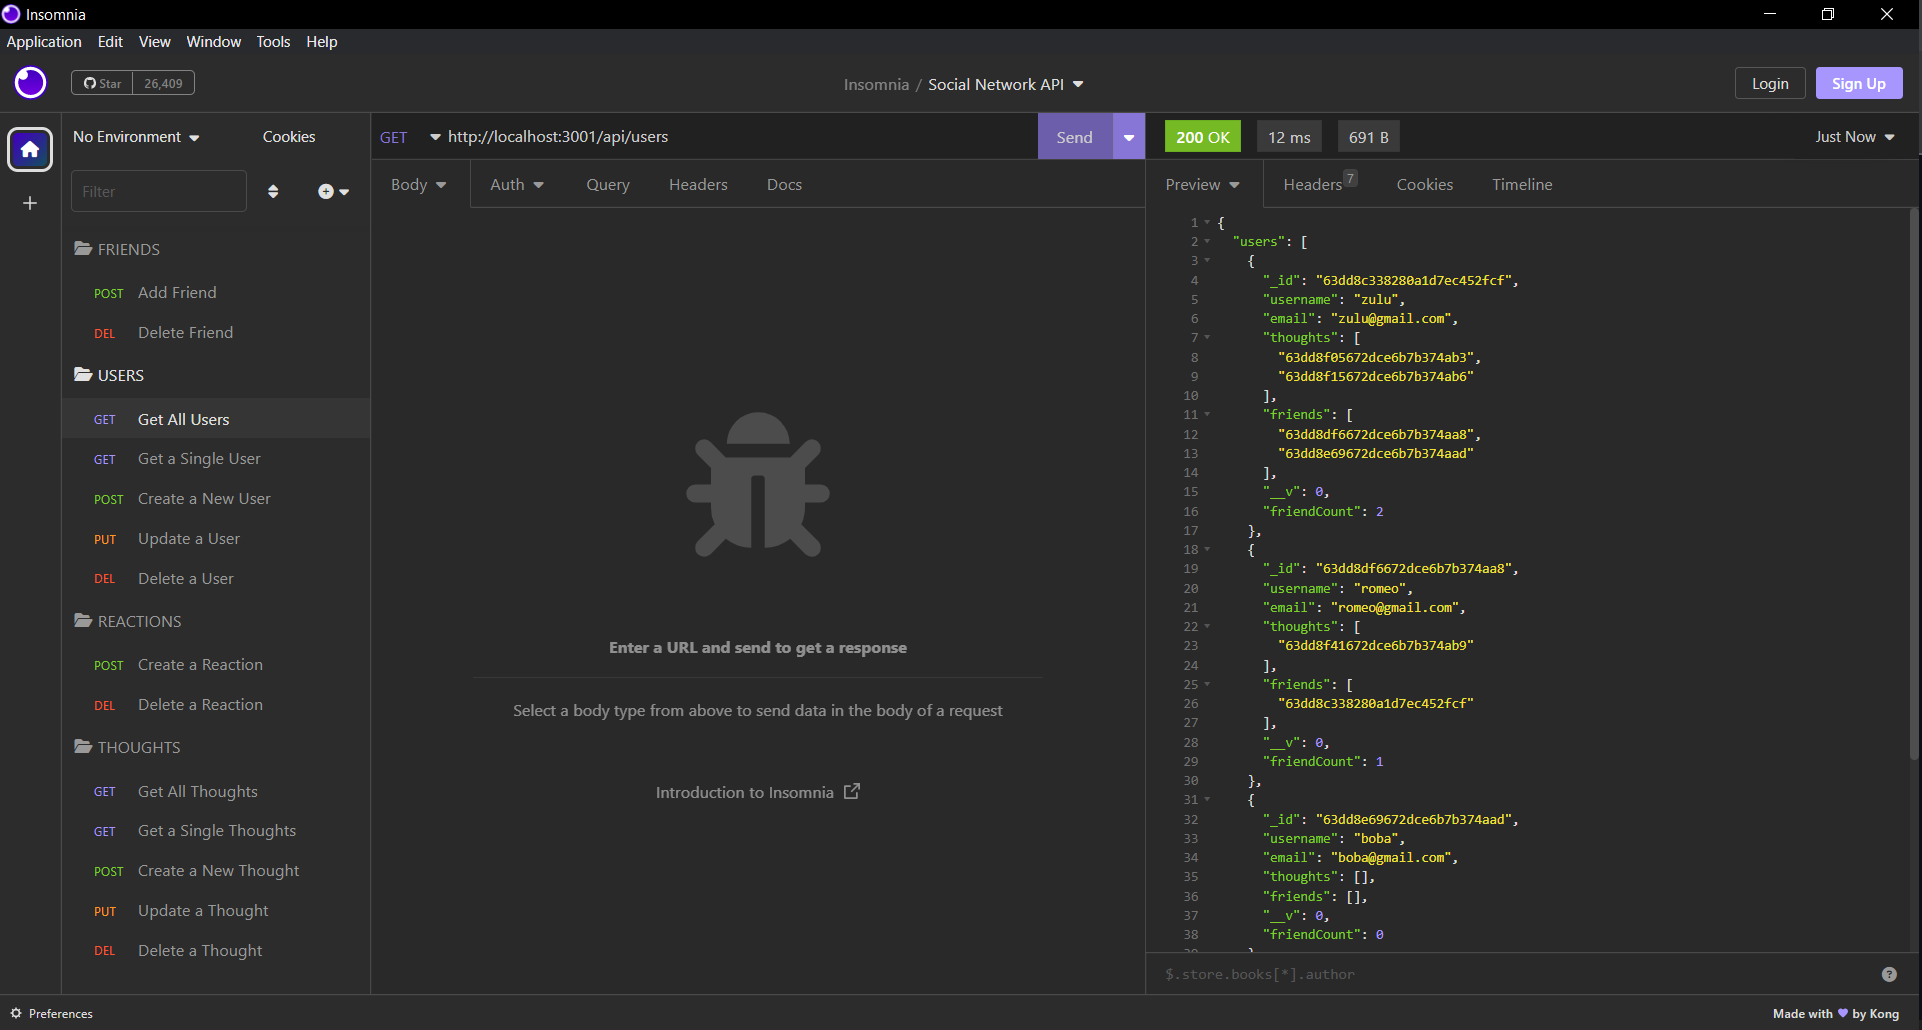 Insomnia
Application Edit View Window Tools Help
Star 26,409
Insomnia / Social Network API
Login Sign Up
No Environment Cookies
Filter
FRIENDS
POST Add Friend
DEL Delete Friend
USERS
GET Get All Users
GET Get a Single User
POST Create a New User
PUT Update a User
DEL Delete a User
REACTIONS
POST Create a Reaction
DEL Delete a Reaction
THOUGHTS
GET Get All Thoughts
GET Get a Single Thoughts
POST Create a New Thought
PUT Update a Thought
DEL Delete a Thought
GET http://localhost:3001/api/users Send
Body Auth Query Headers Docs
Enter a URL and send to get a response
Select a body type from above to send data in the body of a request
Introduction to Insomnia
200 OK 12 ms 691 B Just Now
Preview Headers 7 Cookies Timeline
1 {
2 "users": [
3 {
4 "_id": "63dd8c338280a1d7ec452fcf",
5 "username": "zulu",
6 "email": "zulu@gmail.com",
7 "thoughts": [
8 "63dd8f05672dce6b7b374ab3",
9 "63dd8f15672dce6b7b374ab6"
10 ],
11 "friends": [
12 "63dd8df6672dce6b7b374aa8",
13 "63dd8e69672dce6b7b374aad"
14 ],
15 "__v": 0,
16 "friendCount": 2
17 },
18 {
19 "_id": "63dd8df6672dce6b7b374aa8",
20 "username": "romeo",
21 "email": "romeo@gmail.com",
22 "thoughts": [
23 "63dd8f41672dce6b7b374ab9"
24 ],
25 "friends": [
26 "63dd8c338280a1d7ec452fcf"
27 ],
28 "__v": 0,
29 "friendCount": 1
30 },
31 {
32 "_id": "63dd8e69672dce6b7b374aad",
33 "username": "boba",
34 "email": "boba@gmail.com",
35 "thoughts": [],
36 "friends": [],
37 "__v": 0,
38 "friendCount": 0
$.store.books[*].author
Preferences
Made with by Kong